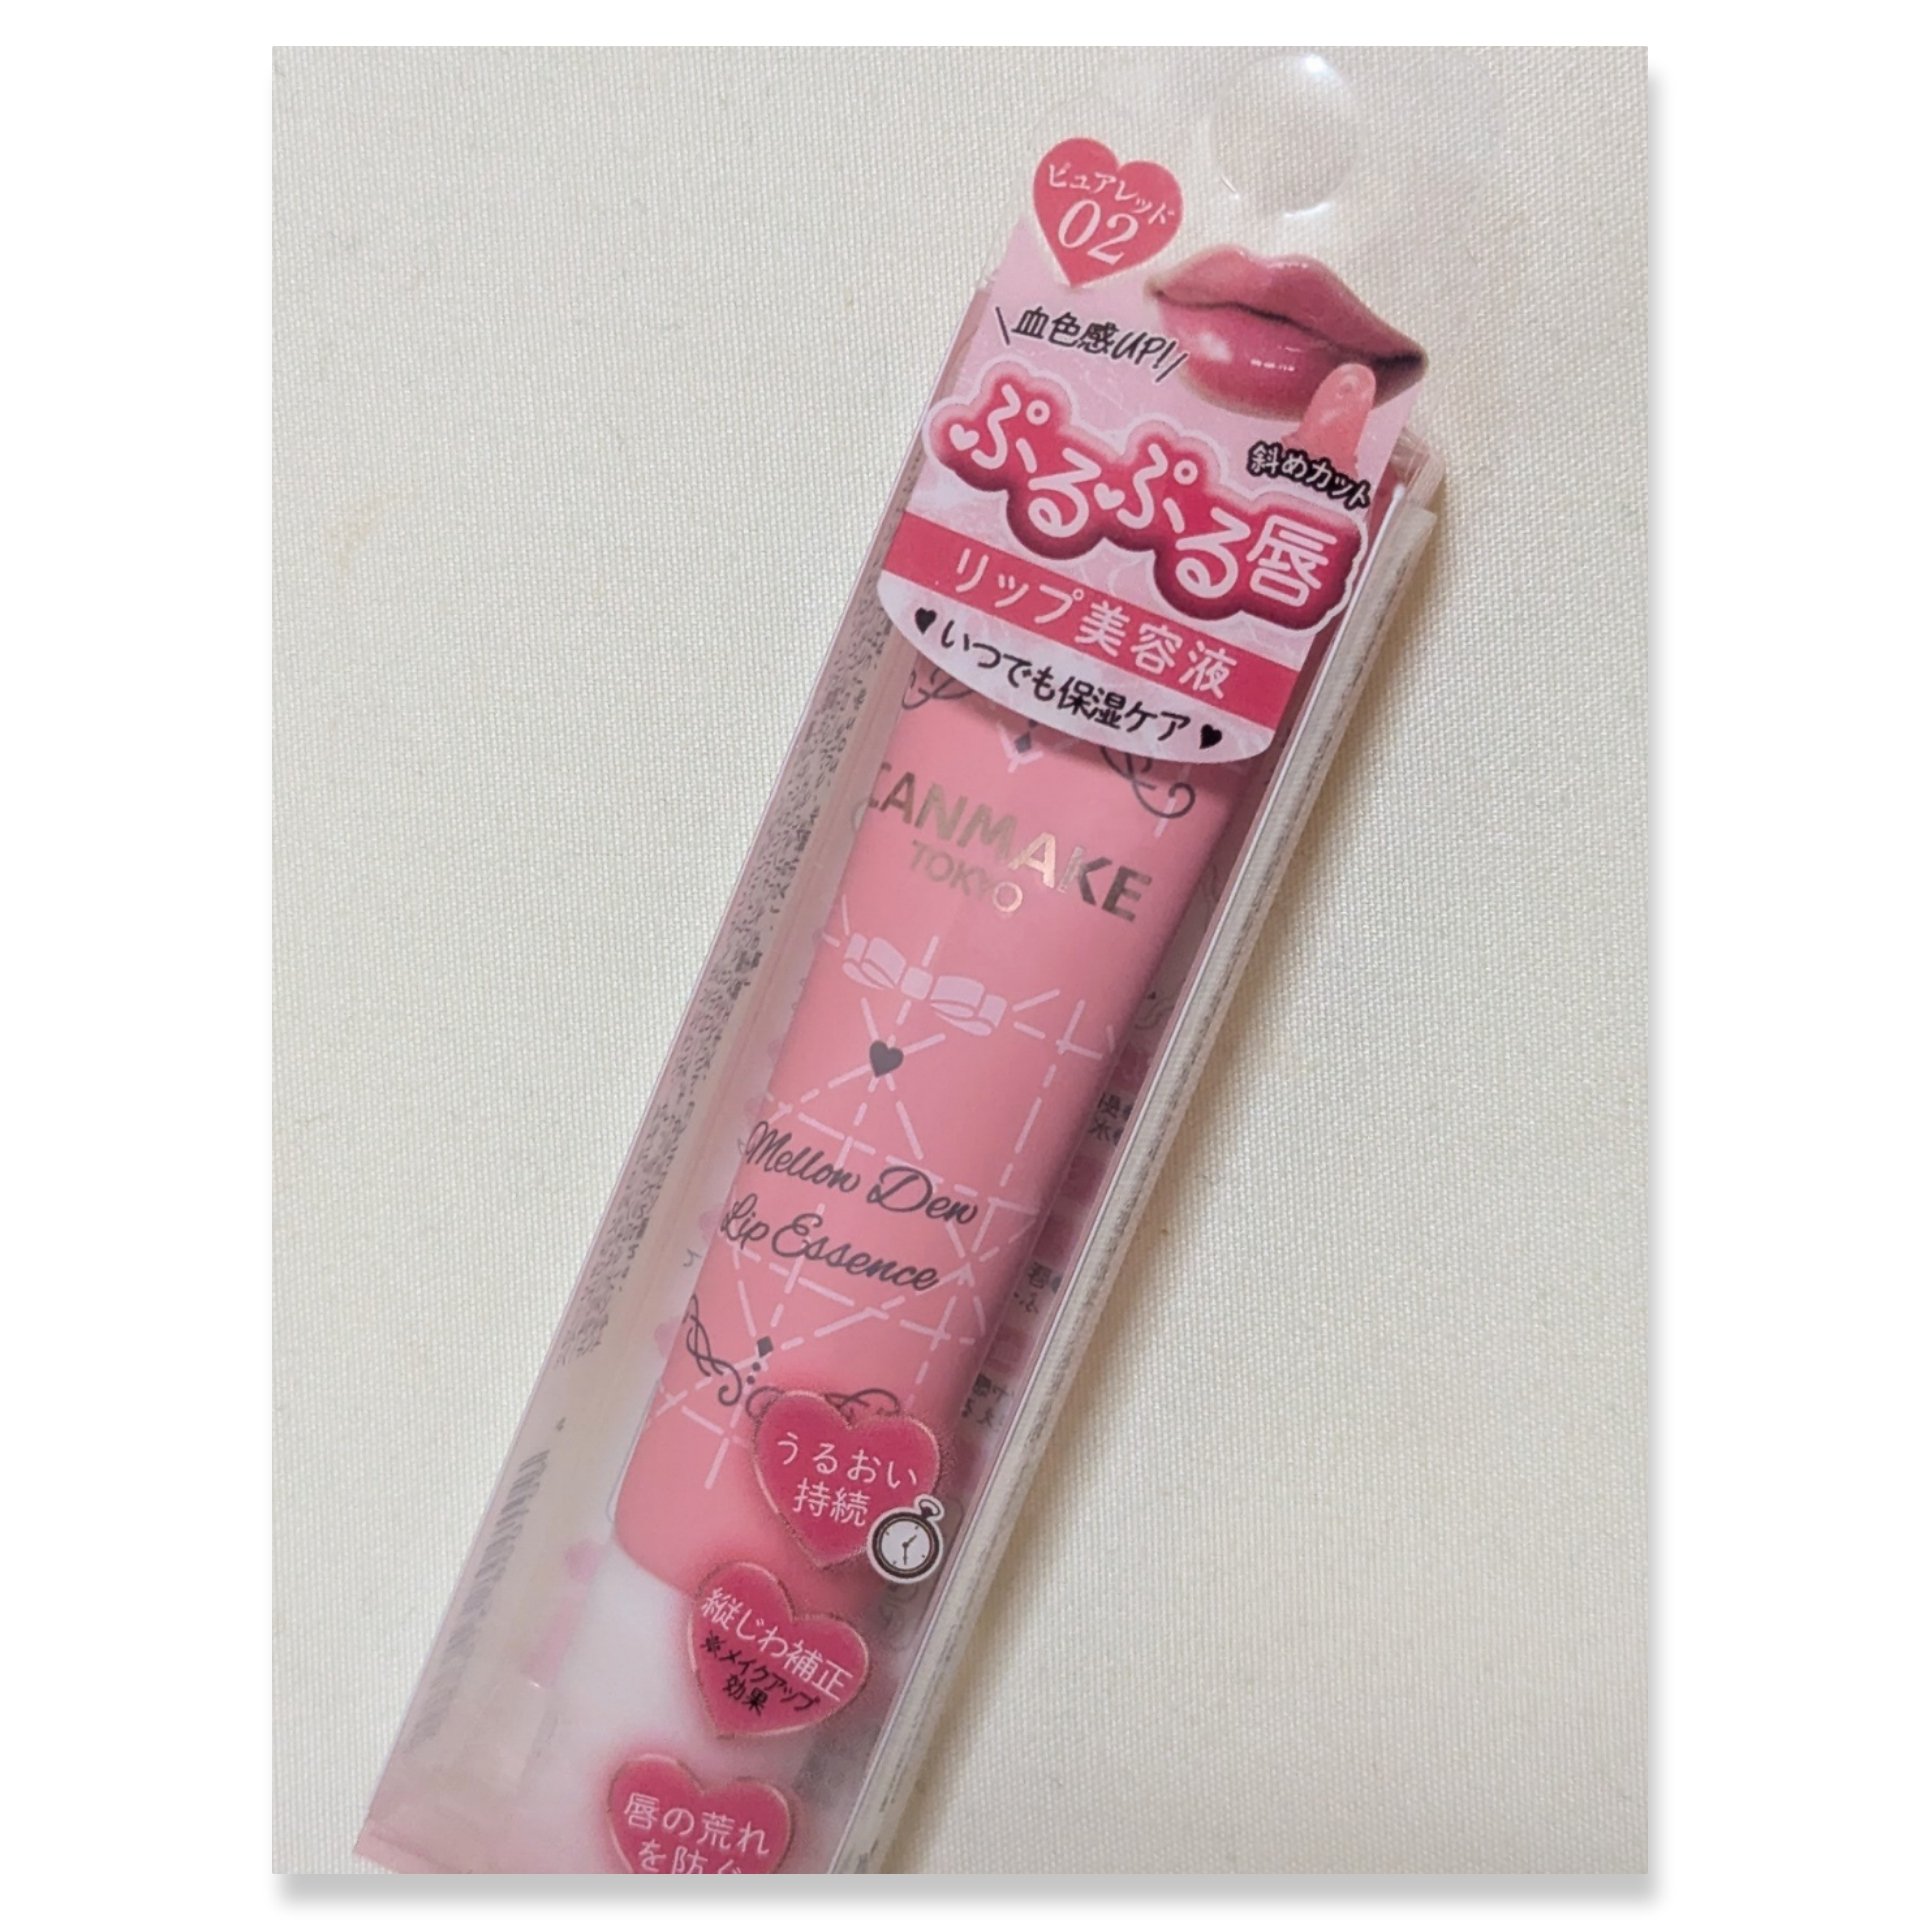 ピュアレッド
02
\血色感UP!/
斜めカット
ぷるぷる唇
リップ美容液
♥いつでも保湿ケア♥
CANMAKE
TOKYO
Mellow Dew
Lip Essence
うるおい
持続
縦じわ補正
※メイクアップ
効果
唇の荒れ
を防ぐ